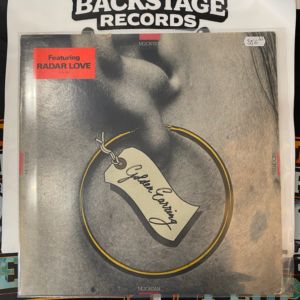 BACKSTAGE
RECORDS
Featuring
RADAR LOVE
Golden Earring